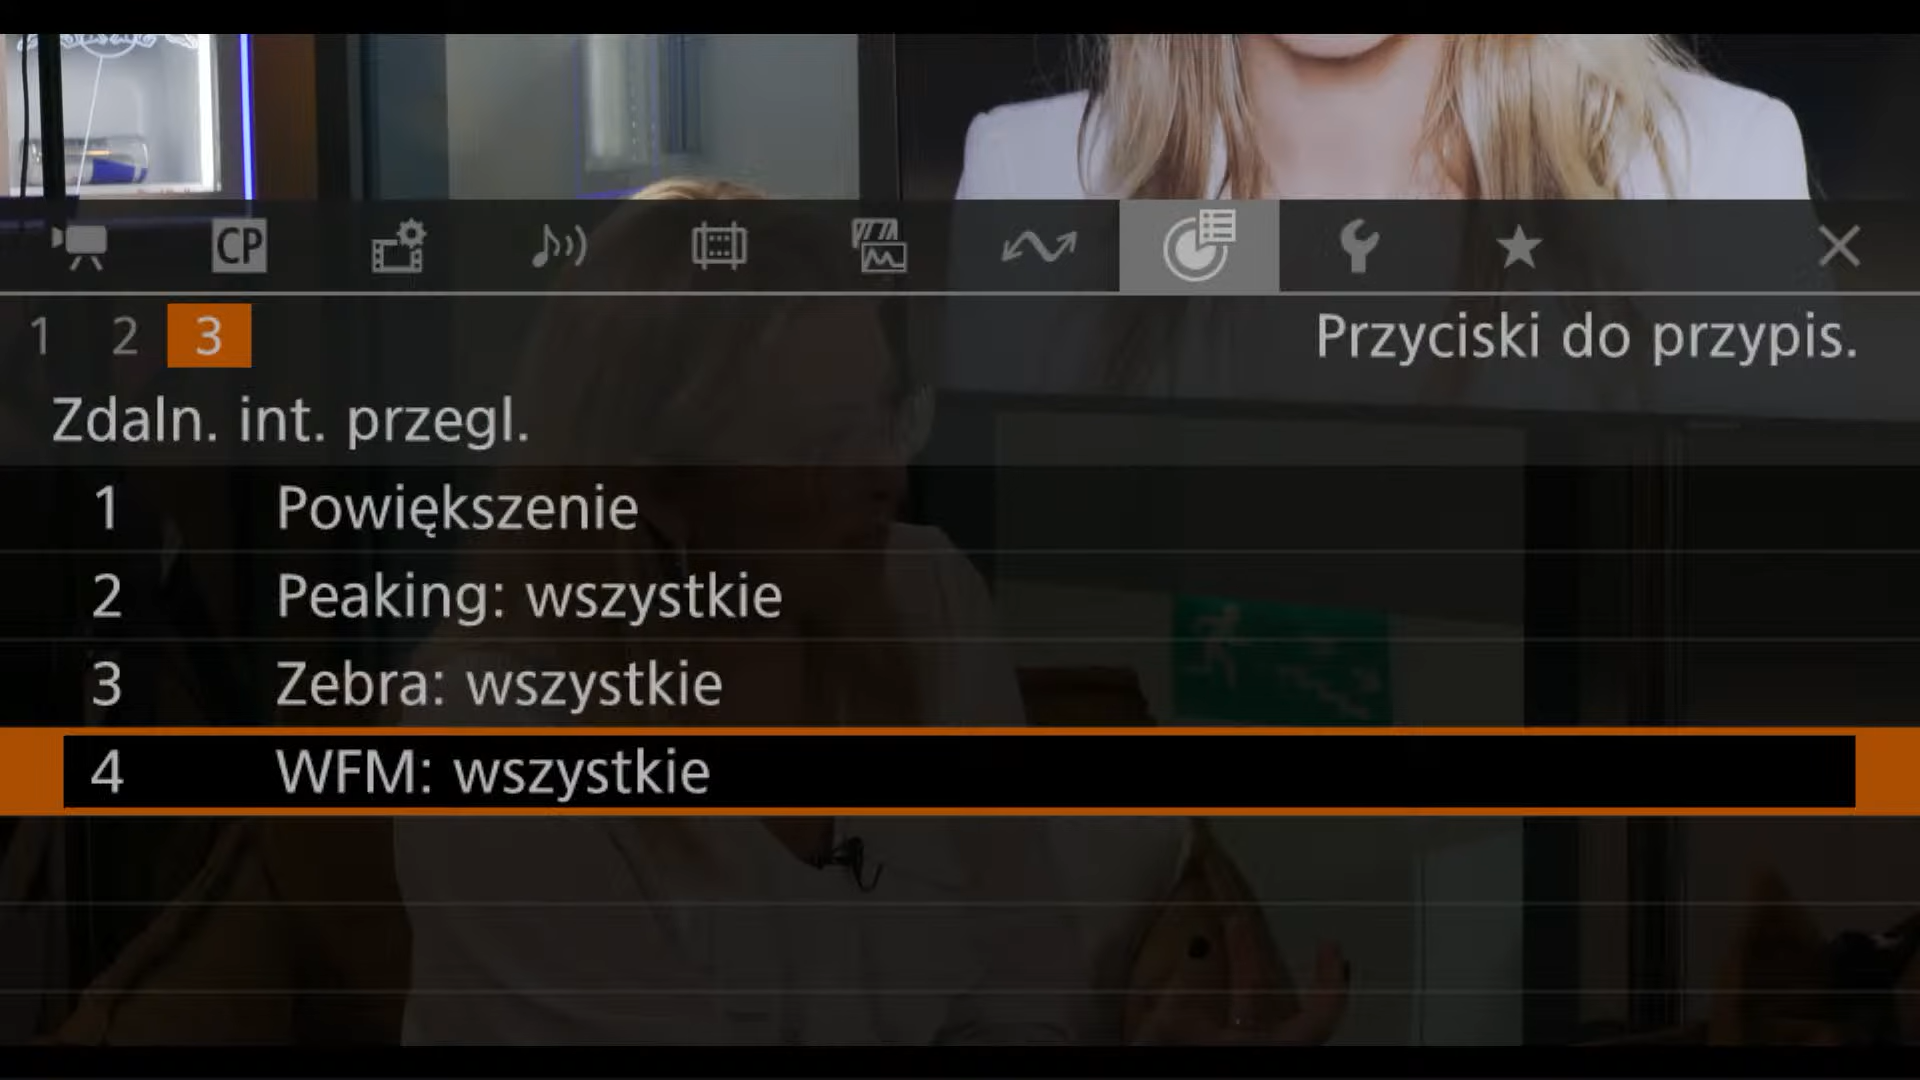 CP
1 2 3
Przyciski do przypis.
Zdaln. int. przegl.
1 Powiększenie
2 Peaking: wszystkie
3 Zebra: wszystkie
4 WFM: wszystkie